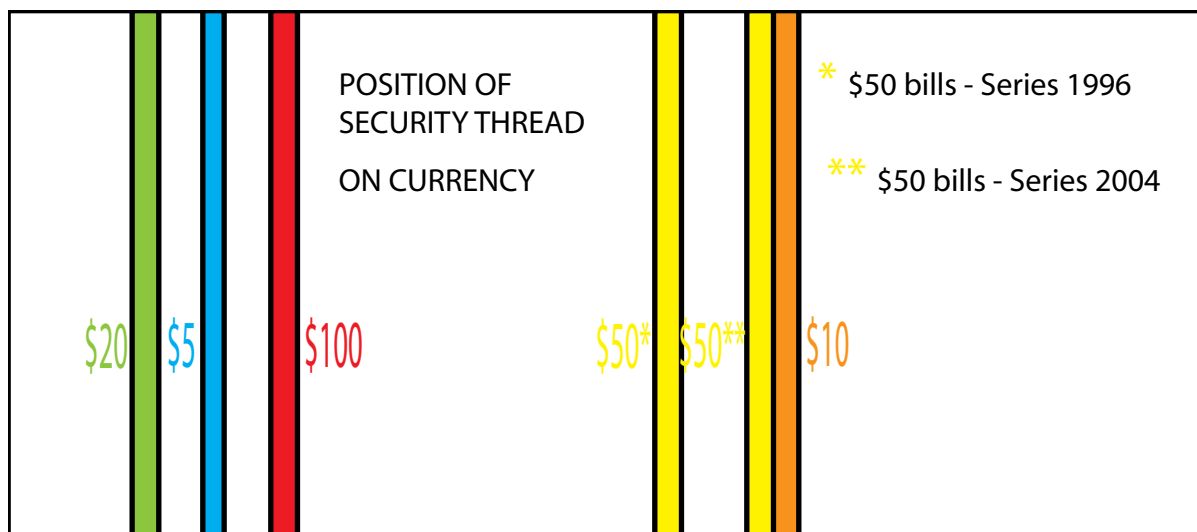 POSITION OF
SECURITY THREAD
ON CURRENCY
* $50 bills - Series 1996
** $50 bills - Series 2004
$20 $5 $100 $50* $50** $10